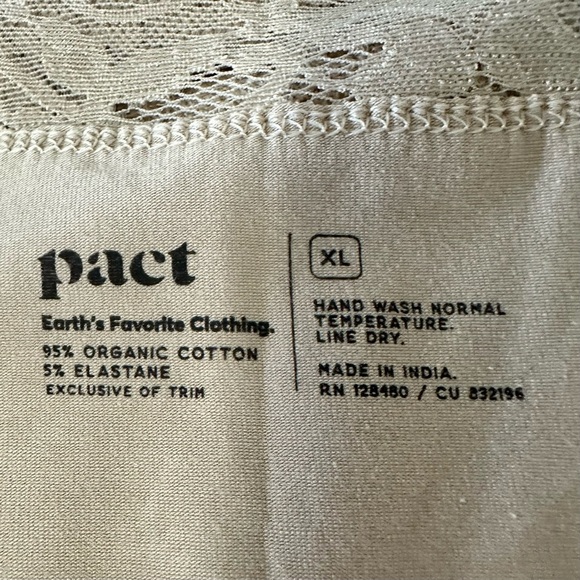 pact
Earth's Favorite Clothing.
95% ORGANIC COTTON
5% ELASTANE
EXCLUSIVE OF TRIM
XL
HAND WASH NORMAL
TEMPERATURE.
LINE DRY.
MADE IN INDIA.
RN 128480 / CU 832196